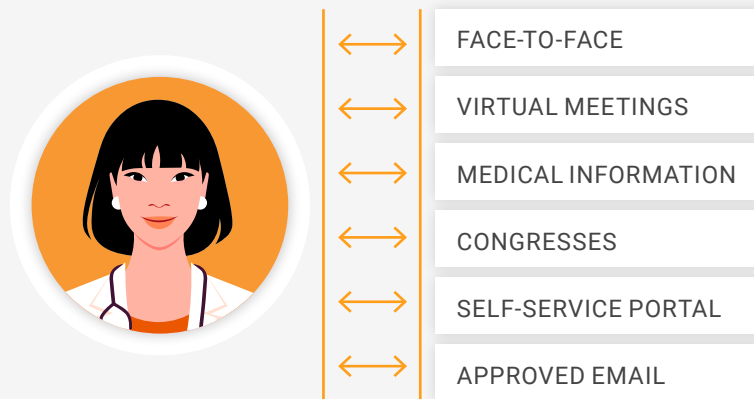 FACE-TO-FACE
VIRTUAL MEETINGS
MEDICAL INFORMATION
CONGRESSES
SELF-SERVICE PORTAL
APPROVED EMAIL